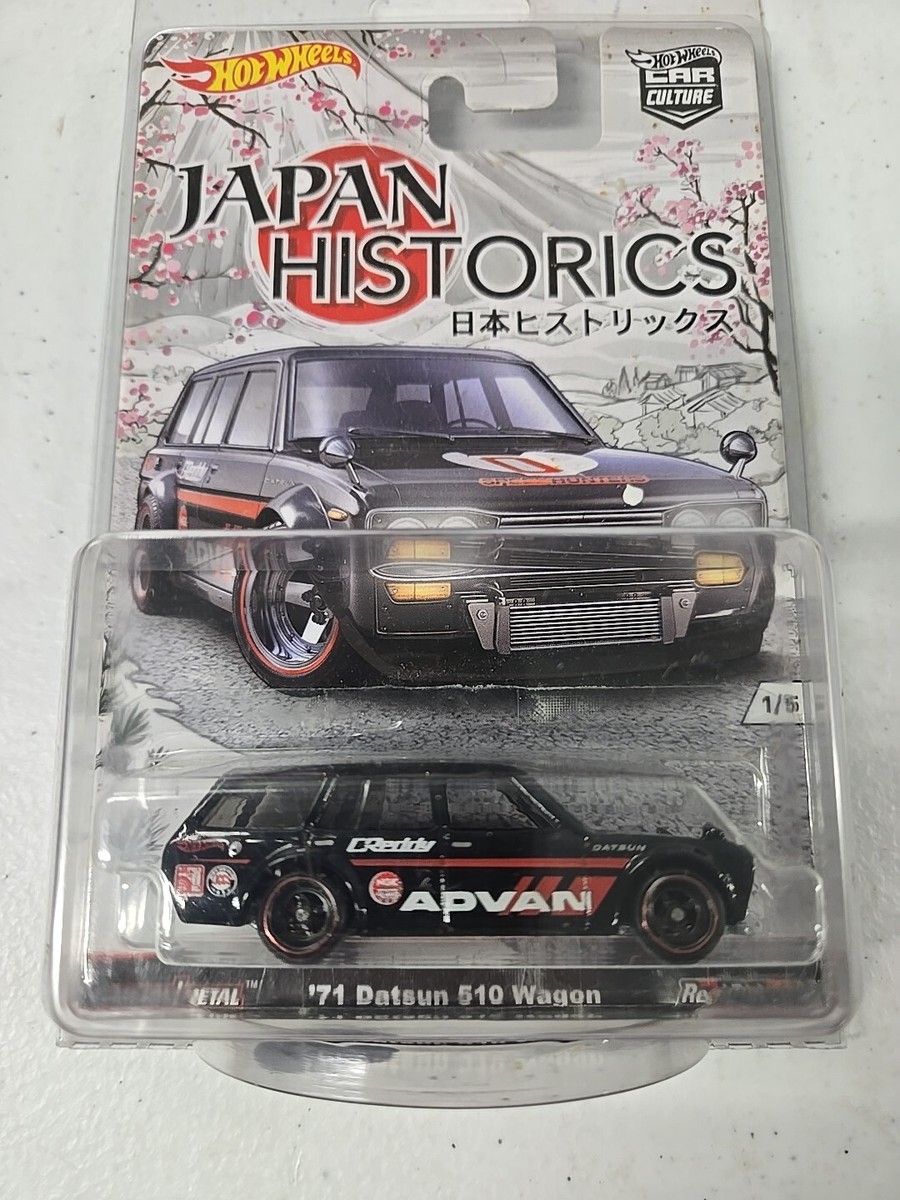 HOT WHEELS
HOT WHEELS
CAR
CULTURE
JAPAN
HISTORICS
日本ヒストリックス
DATSUN
1/5
GReddy
DATSUN
ADVAN
'71 Datsun 510 Wagon